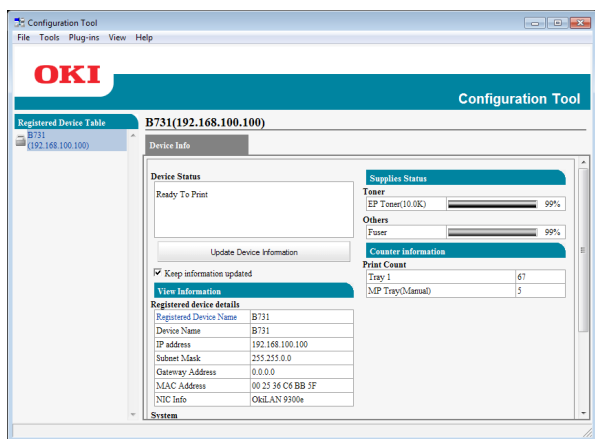 Configuration Tool
File Tools Plug-ins View Help
OKI
Configuration Tool
Registered Device Table
B731
(192.168.100.100)
B731(192.168.100.100)
Device Info
Device Status
Ready To Print
Update Device Information
Keep information updated
View Information
Registered device details
Registered Device Name B731
Device Name B731
IP address 192.168.100.100
Subnet Mask 255.255.0.0
Gateway Address 0.0.0.0
MAC Address 00 25 36 C6 BB 5F
NIC Info OkiLAN 9300e
System
Supplies Status
Toner
EP Toner(10.0K) 99%
Others
Fuser 99%
Counter information
Print Count
Tray 1 67
MP Tray(Manual) 5